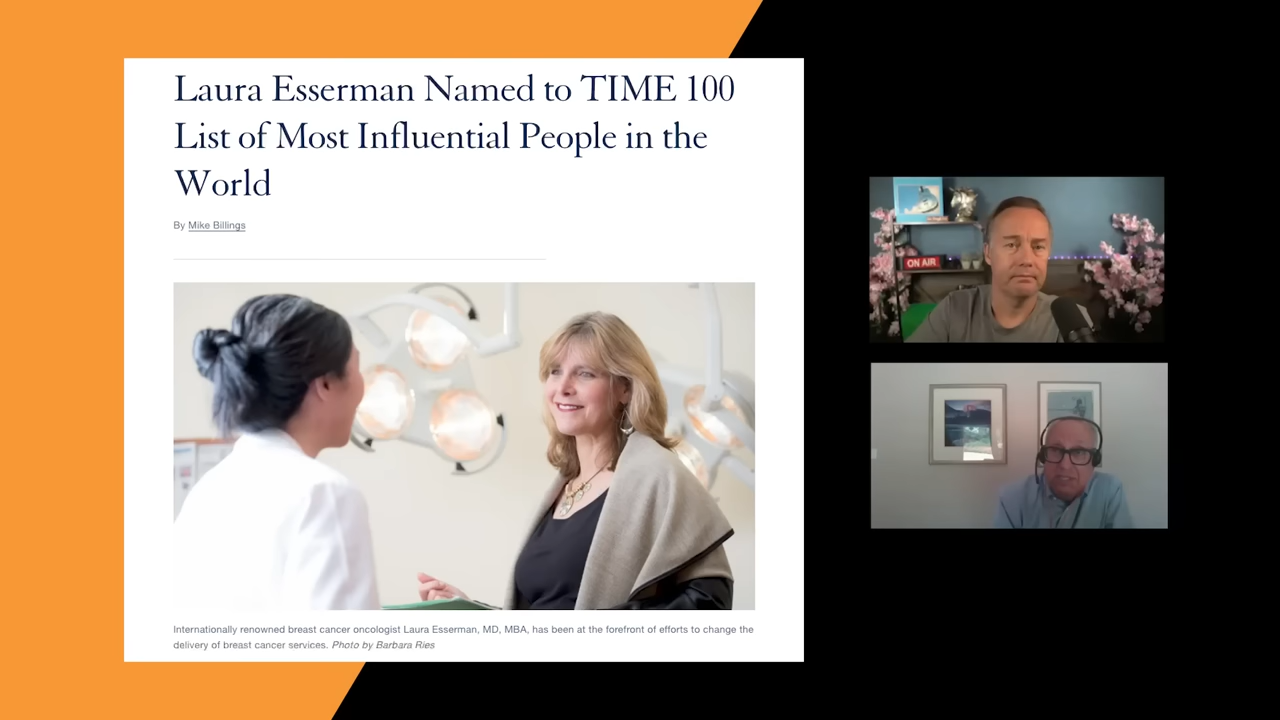 Laura Esserman Named to TIME 100
List of Most Influential People in the
World
By Mike Billings
Internationally renowned breast cancer oncologist Laura Esserman, MD, MBA, has been at the forefront of efforts to change the
delivery of breast cancer services. Photo by Barbara Ries
ON AIR